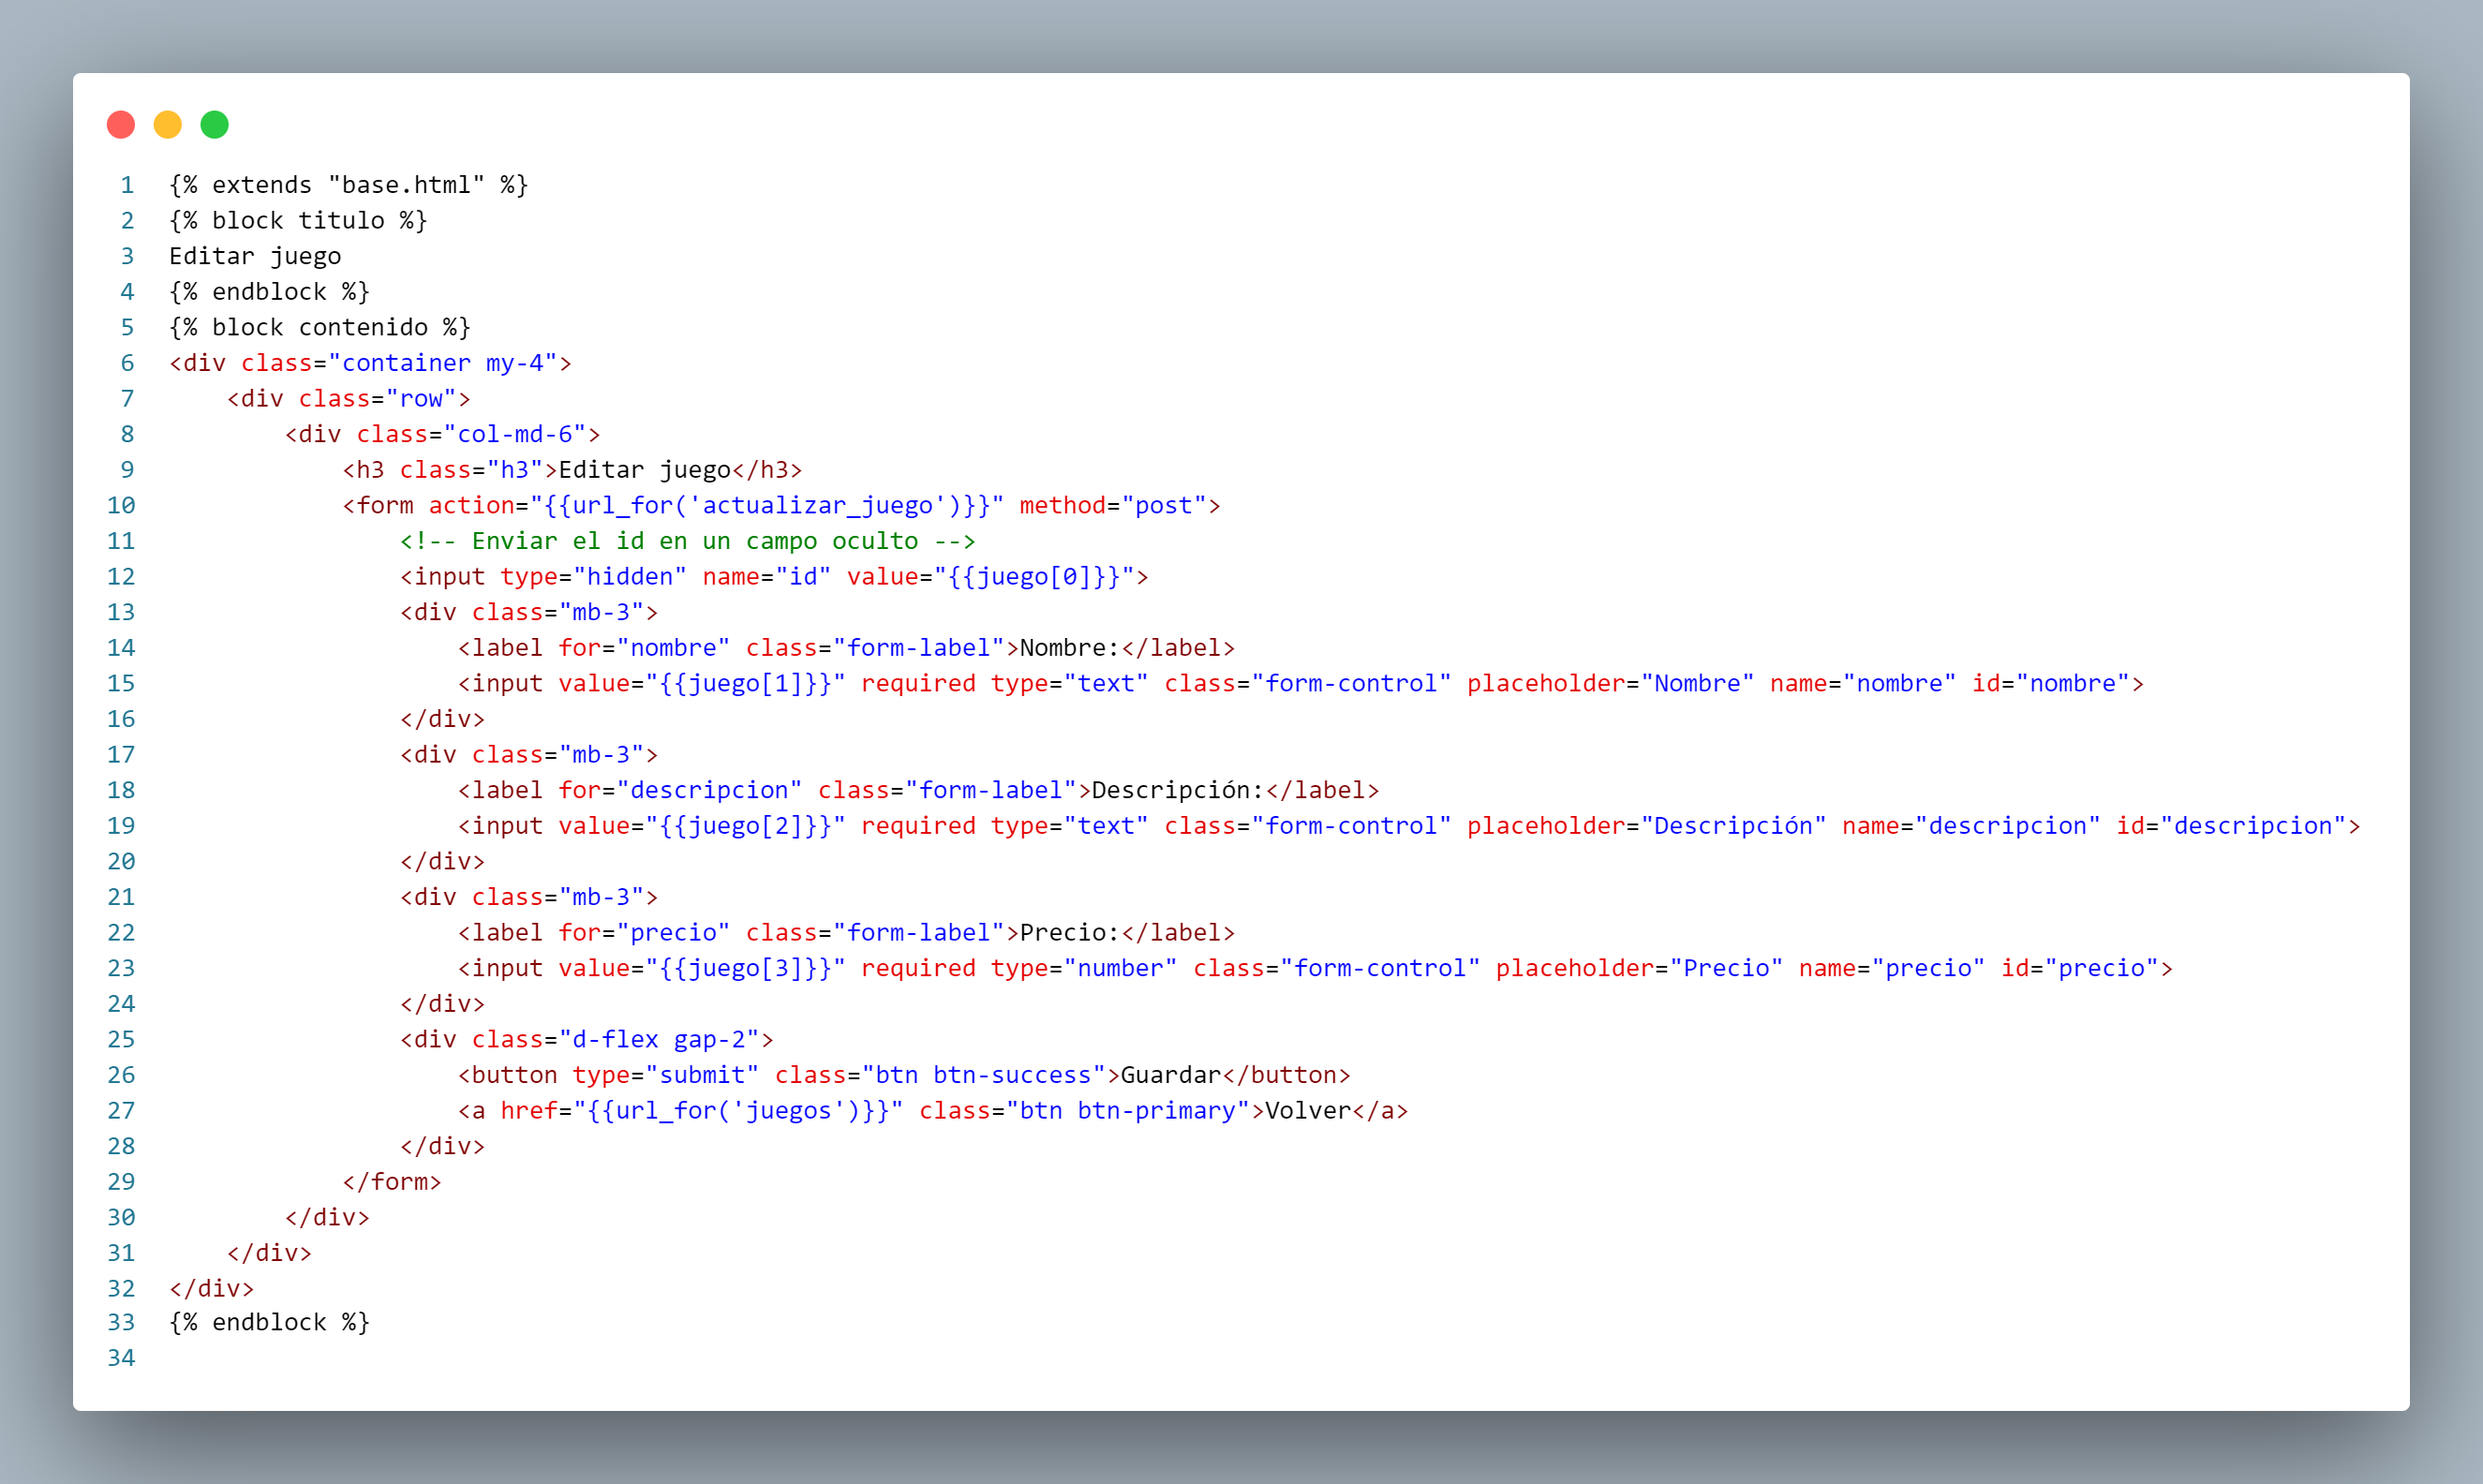 1 {% extends "base.html" %}
2 {% block titulo %}
3 Editar juego
4 {% endblock %}
5 {% block contenido %}
6 <div class="container my-4">
7     <div class="row">
8         <div class="col-md-6">
9             <h3 class="h3">Editar juego</h3>
10             <form action="{{url_for('actualizar_juego')}}" method="post">
11                 <!-- Enviar el id en un campo oculto -->
12                 <input type="hidden" name="id" value="{{juego[0]}}">
13                 <div class="mb-3">
14                     <label for="nombre" class="form-label">Nombre:</label>
15                     <input value="{{juego[1]}}" required type="text" class="form-control" placeholder="Nombre" name="nombre" id="nombre">
16                 </div>
17                 <div class="mb-3">
18                     <label for="descripcion" class="form-label">Descripción:</label>
19                     <input value="{{juego[2]}}" required type="text" class="form-control" placeholder="Descripción" name="descripcion" id="descripcion">
20                 </div>
21                 <div class="mb-3">
22                     <label for="precio" class="form-label">Precio:</label>
23                     <input value="{{juego[3]}}" required type="number" class="form-control" placeholder="Precio" name="precio" id="precio">
24                 </div>
25                 <div class="d-flex gap-2">
26                     <button type="submit" class="btn btn-success">Guardar</button>
27                     <a href="{{url_for('juegos')}}" class="btn btn-primary">Volver</a>
28                 </div>
29             </form>
30         </div>
31     </div>
32 </div>
33 {% endblock %}
34